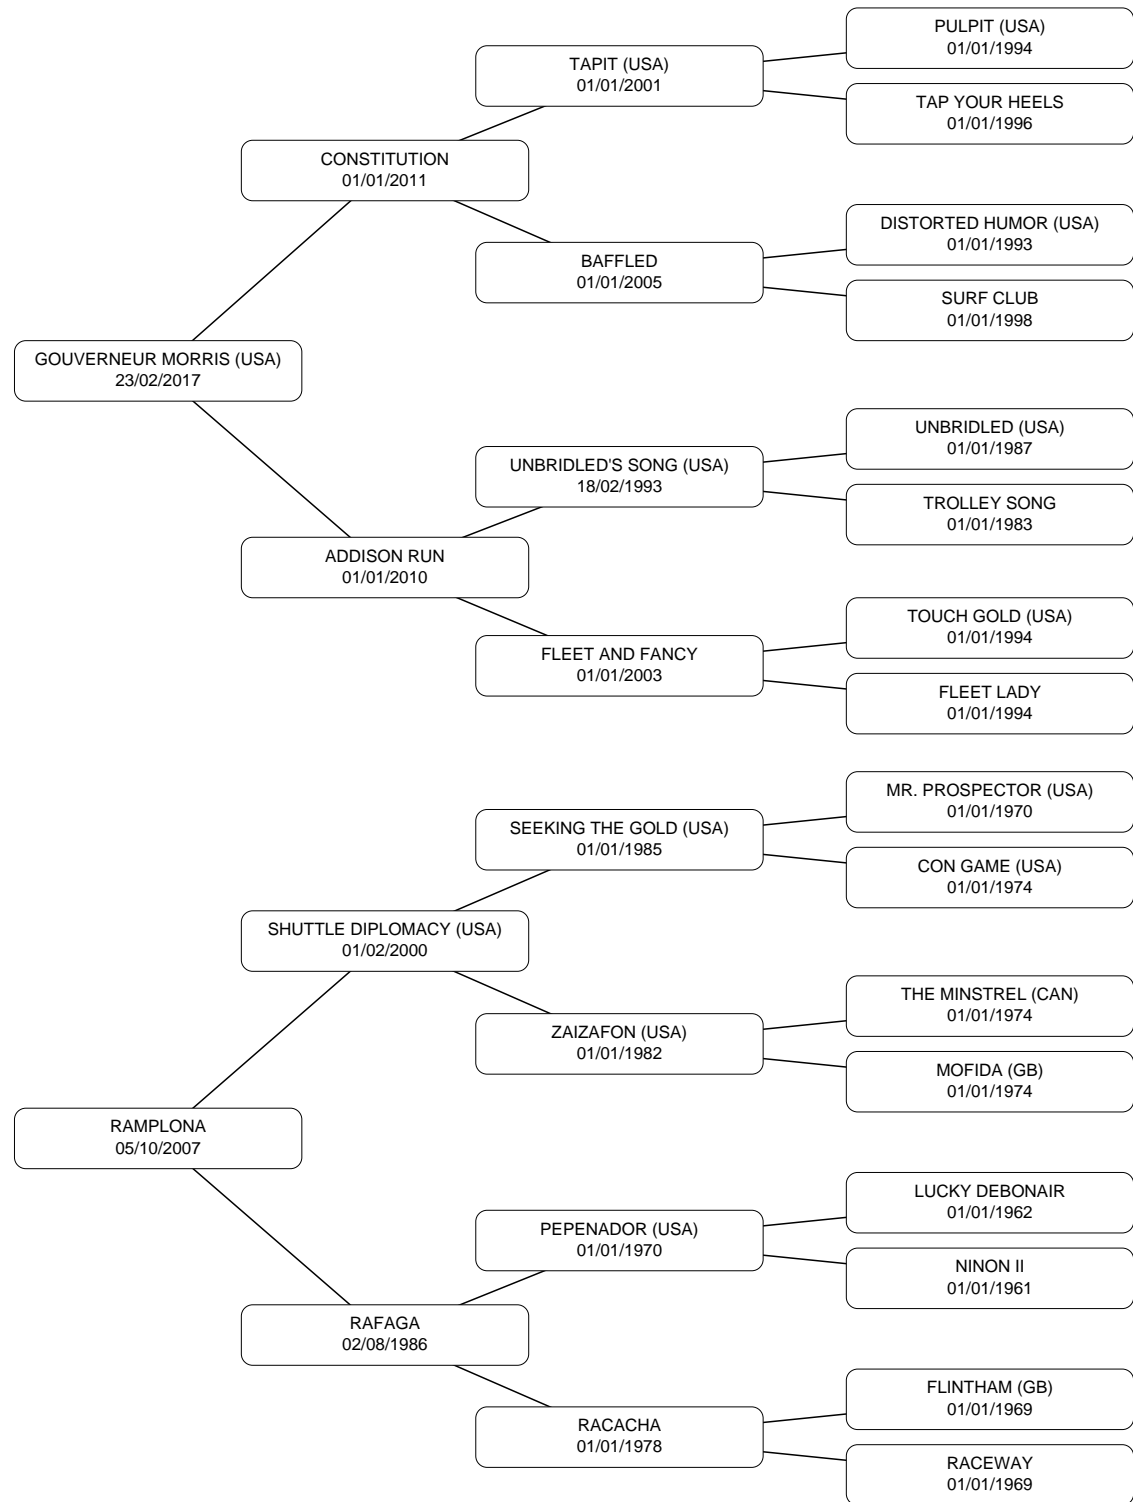 PULPIT (USA)
01/01/1994
TAPIT (USA)
01/01/2001
TAP YOUR HEELS
01/01/1996
CONSTITUTION
01/01/2011
DISTORTED HUMOR (USA)
01/01/1993
BAFFLED
01/01/2005
SURF CLUB
01/01/1998
GOUVERNEUR MORRIS (USA)
23/02/2017
UNBRIDLED (USA)
01/01/1987
UNBRIDLED'S SONG (USA)
18/02/1993
TROLLEY SONG
01/01/1983
ADDISON RUN
01/01/2010
TOUCH GOLD (USA)
01/01/1994
FLEET AND FANCY
01/01/2003
FLEET LADY
01/01/1994
MR. PROSPECTOR (USA)
01/01/1970
SEEKING THE GOLD (USA)
01/01/1985
CON GAME (USA)
01/01/1974
SHUTTLE DIPLOMACY (USA)
01/02/2000
THE MINSTREL (CAN)
01/01/1974
ZAIZAFON (USA)
01/01/1982
MOFIDA (GB)
01/01/1974
RAMPLONA
05/10/2007
LUCKY DEBONAIR
01/01/1962
PEPENADOR (USA)
01/01/1970
NINON II
01/01/1961
RAFAGA
02/08/1986
FLINTHAM (GB)
01/01/1969
RACACHA
01/01/1978
RACEWAY
01/01/1969